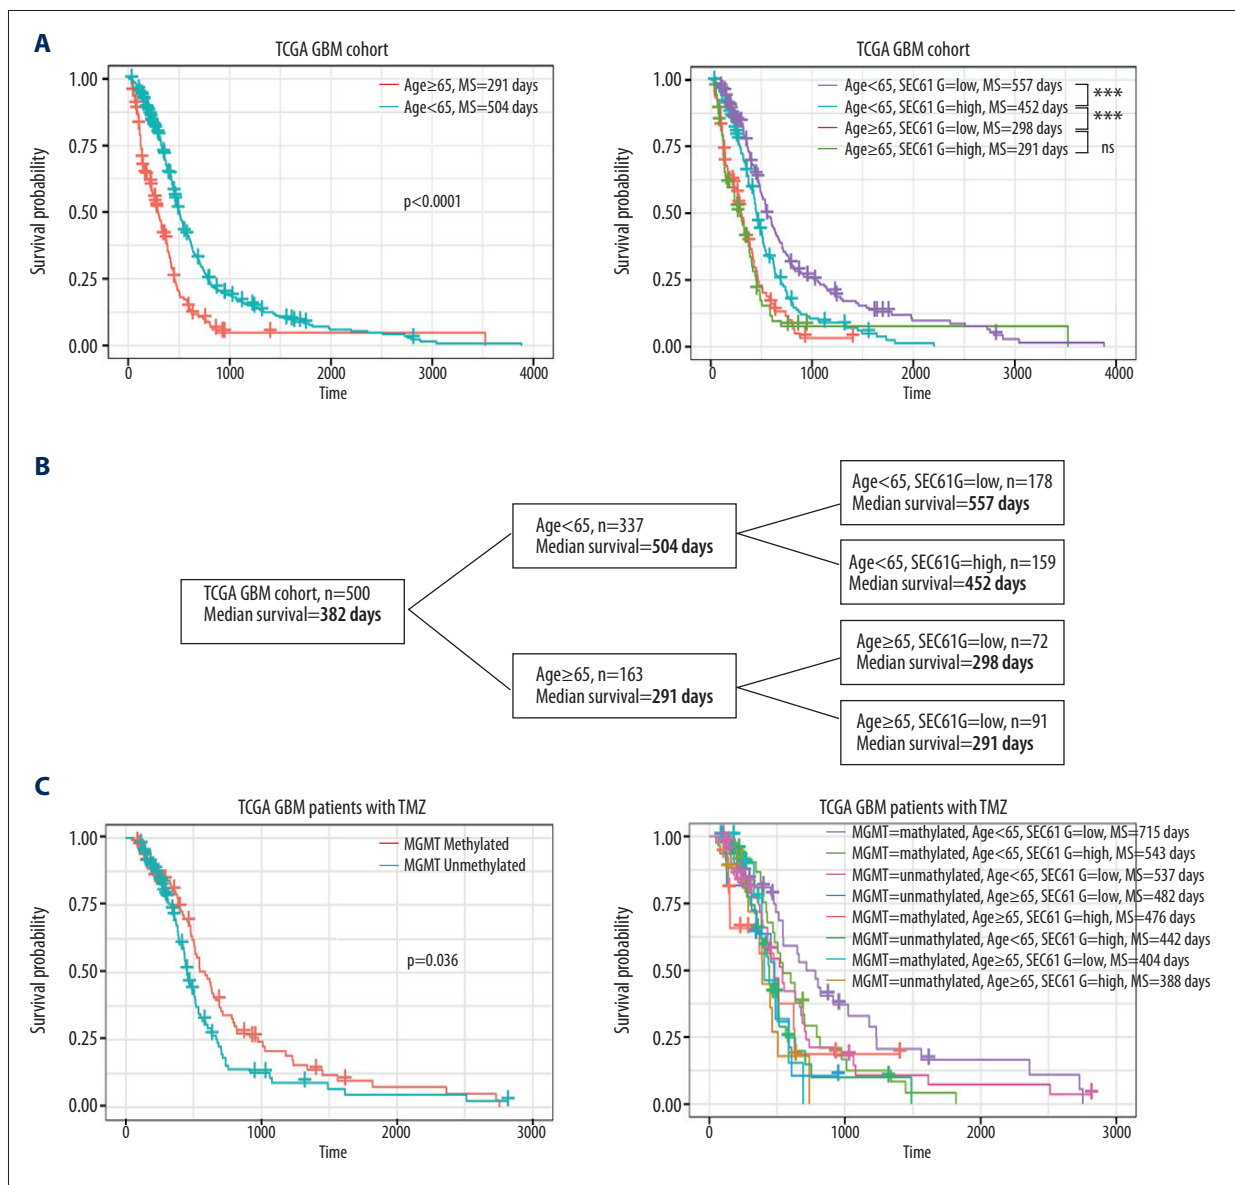 A
TCGA GBM cohort
Survival probability
1.00
0.75
0.50
0.25
0.00
0
1000
2000
3000
4000
Time
Age≥65, MS=291 days
Age<65, MS=504 days
p<0.0001
TCGA GBM cohort
Survival probability
1.00
0.75
0.50
0.25
0.00
0
1000
2000
3000
4000
Time
Age<65, SEC61 G=low, MS=557 days
Age<65, SEC61 G=high, MS=452 days
Age≥65, SEC61 G=low, MS=298 days
Age≥65, SEC61 G=high, MS=291 days
***
***
ns
B
TCGA GBM cohort, n=500
Median survival=382 days
Age<65, n=337
Median survival=504 days
Age≥65, n=163
Median survival=291 days
Age<65, SEC61G=low, n=178
Median survival=557 days
Age<65, SEC61G=high, n=159
Median survival=452 days
Age≥65, SEC61G=low, n=72
Median survival=298 days
Age≥65, SEC61G=low, n=91
Median survival=291 days
C
TCGA GBM patients with TMZ
Survival probability
1.00
0.75
0.50
0.25
0.00
0
1000
2000
3000
Time
MGMT Methylated
MGMT Unmethylated
p=0.036
TCGA GBM patients with TMZ
Survival probability
1.00
0.75
0.50
0.25
0.00
0
1000
2000
3000
Time
MGMT=mathylated, Age<65, SEC61 G=low, MS=715 days
MGMT=mathylated, Age<65, SEC61 G=high, MS=543 days
MGMT=unmathylated, Age<65, SEC61 G=low, MS=537 days
MGMT=unmathylated, Age≥65, SEC61 G=low, MS=482 days
MGMT=mathylated, Age≥65, SEC61 G=high, MS=476 days
MGMT=unmathylated, Age<65, SEC61 G=high, MS=442 days
MGMT=mathylated, Age≥65, SEC61 G=low, MS=404 days
MGMT=unmathylated, Age≥65, SEC61 G=high, MS=388 days